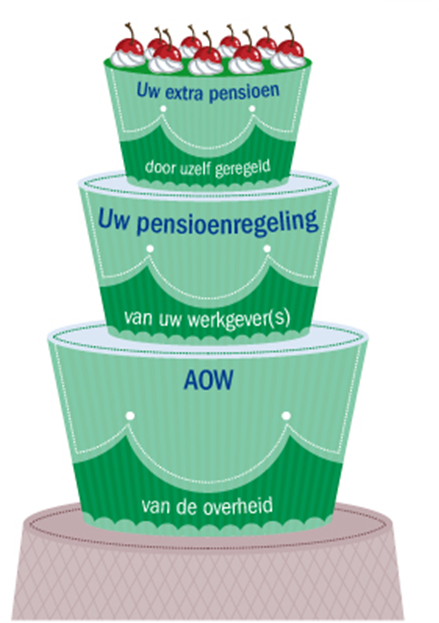 Uw extra pensioen
door uzelf geregeld
Uw pensioenregeling
van uw werkgever(s)
AOW
van de overheid